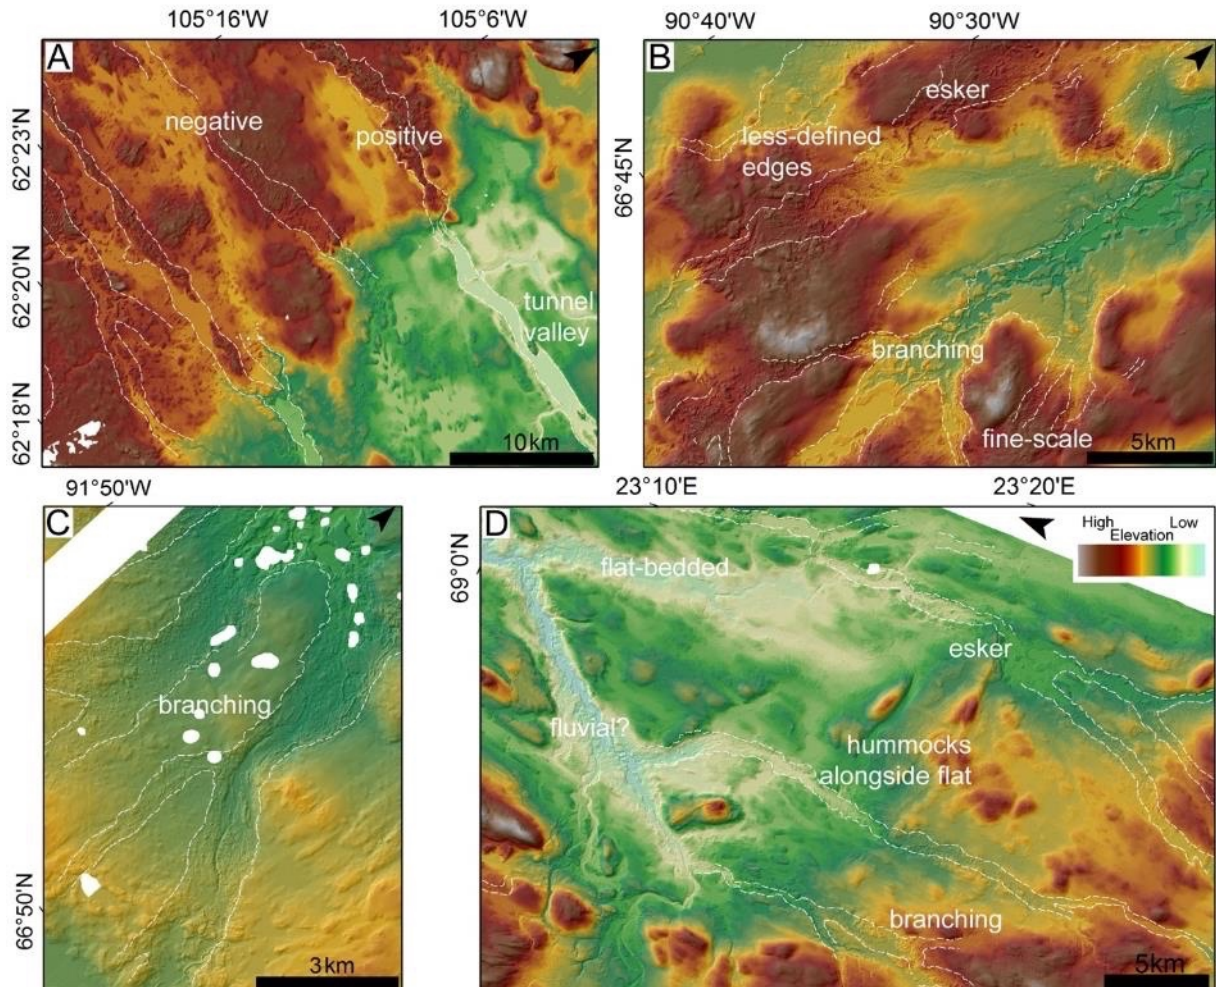 105°16'W
105°6'W
90°40'W
90°30'W
A
B
62°23'N
62°20'N
62°18'N
negative
positive
tunnel
valley
10km
66°45'N
esker
less-defined
edges
branching
fine-scale
5km
91°50'W
23°10'E
23°20'E
C
D
66°50'N
branching
3km
69°0'N
High
Low
Elevation
flat-bedded
esker
fluvial?
hummocks
alongside flat
branching
5km